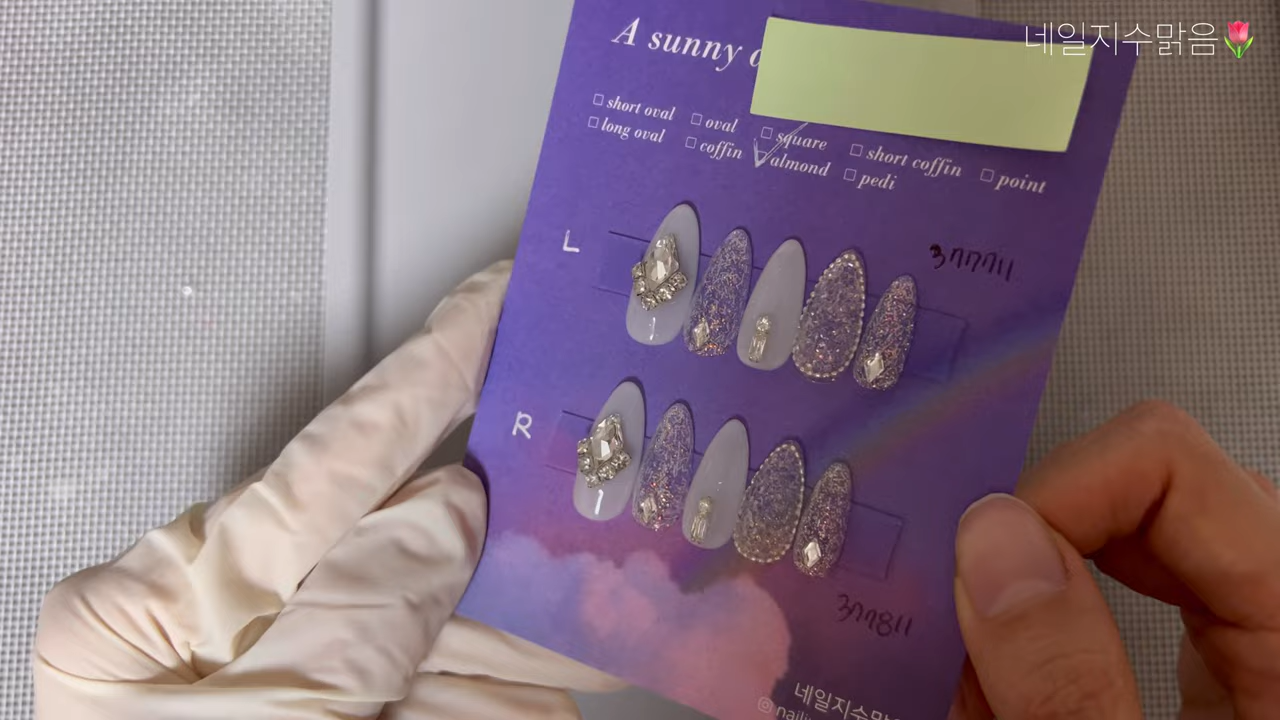 네일지수맑음🌷
A sunny
□ short oval □ oval □ square □ short coffin □ point
□ long oval □ coffin □ almond □ pedi
L
377711
R
377811
네일지수맑음